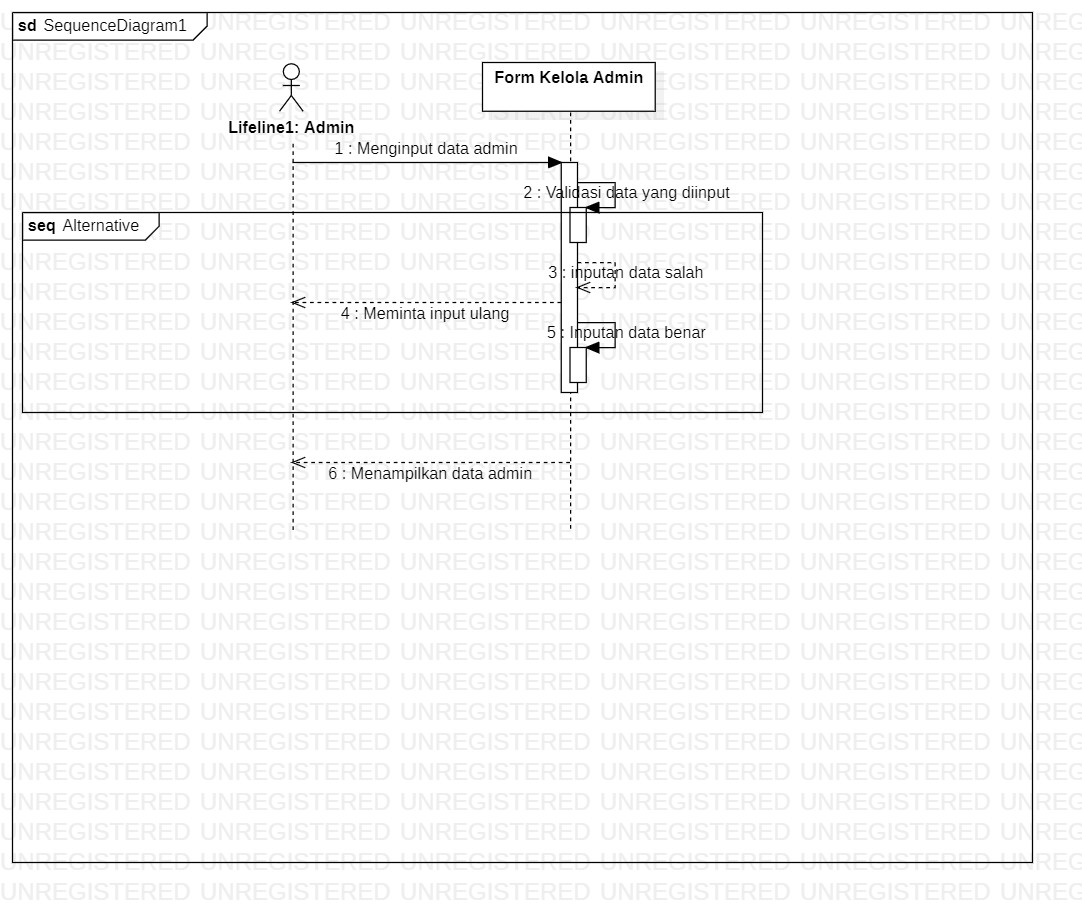 sd SequenceDiagram1
Form Kelola Admin
Lifeline1: Admin
1 : Menginput data admin
2 : Validasi data yang diinput
seq Alternative
3 : inputan data salah
4 : Meminta input ulang
5 : Inputan data benar
6 : Menampilkan data admin
UNREGISTERED